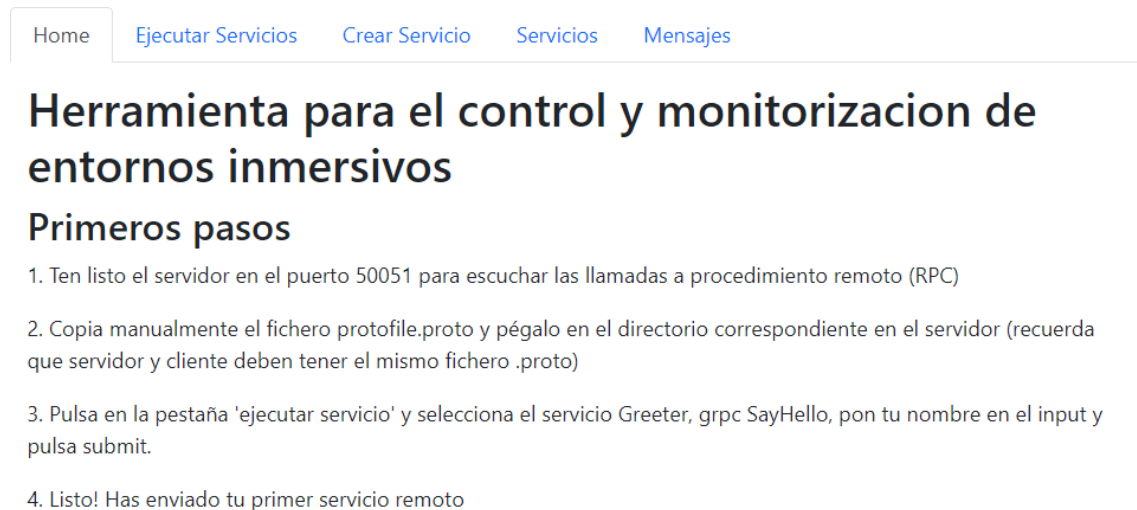 Home Ejecutar Servicios Crear Servicio Servicios Mensajes
Herramienta para el control y monitorizacion de
entornos inmersivos
Primeros pasos
1. Ten listo el servidor en el puerto 50051 para escuchar las llamadas a procedimiento remoto (RPC)
2. Copia manualmente el fichero protofile.proto y pégalo en el directorio correspondiente en el servidor (recuerda
que servidor y cliente deben tener el mismo fichero .proto)
3. Pulsa en la pestaña 'ejecutar servicio' y selecciona el servicio Greeter, grpc SayHello, pon tu nombre en el input y
pulsa submit.
4. Listo! Has enviado tu primer servicio remoto